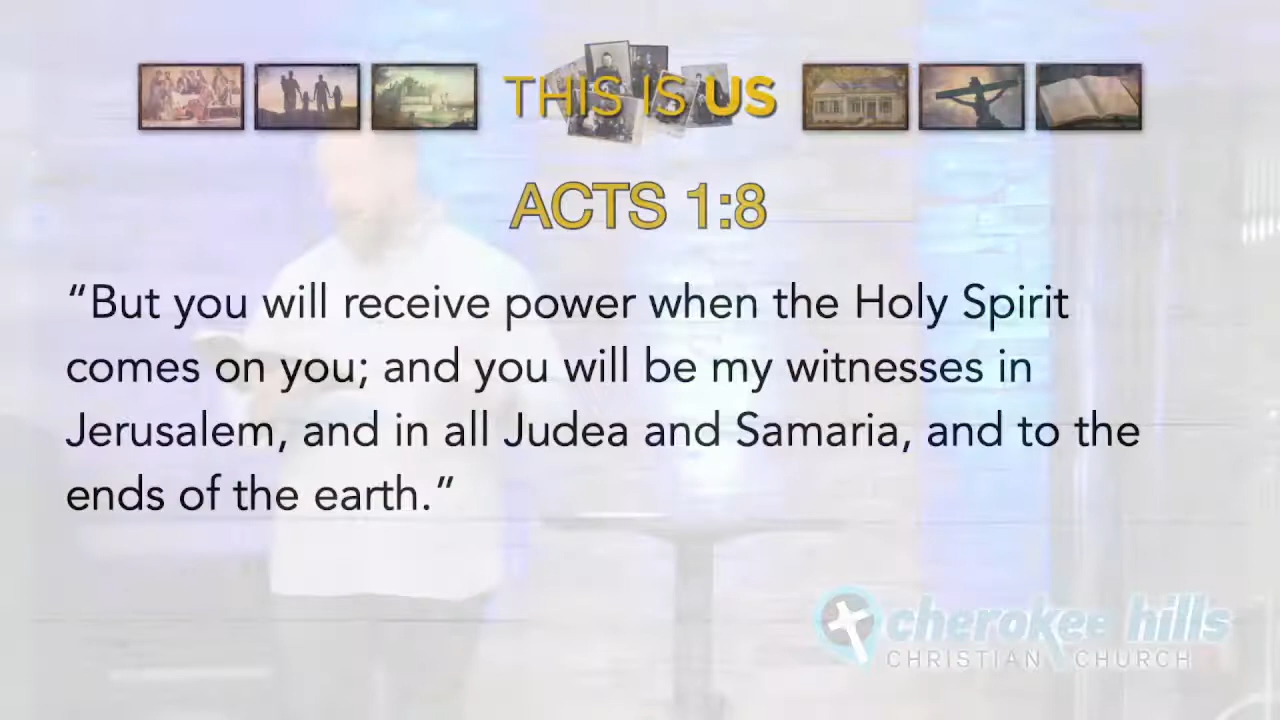 THIS IS US
ACTS 1:8
“But you will receive power when the Holy Spirit
comes on you; and you will be my witnesses in
Jerusalem, and in all Judea and Samaria, and to the
ends of the earth.”
cherokee hills
CHRISTIAN CHURCH